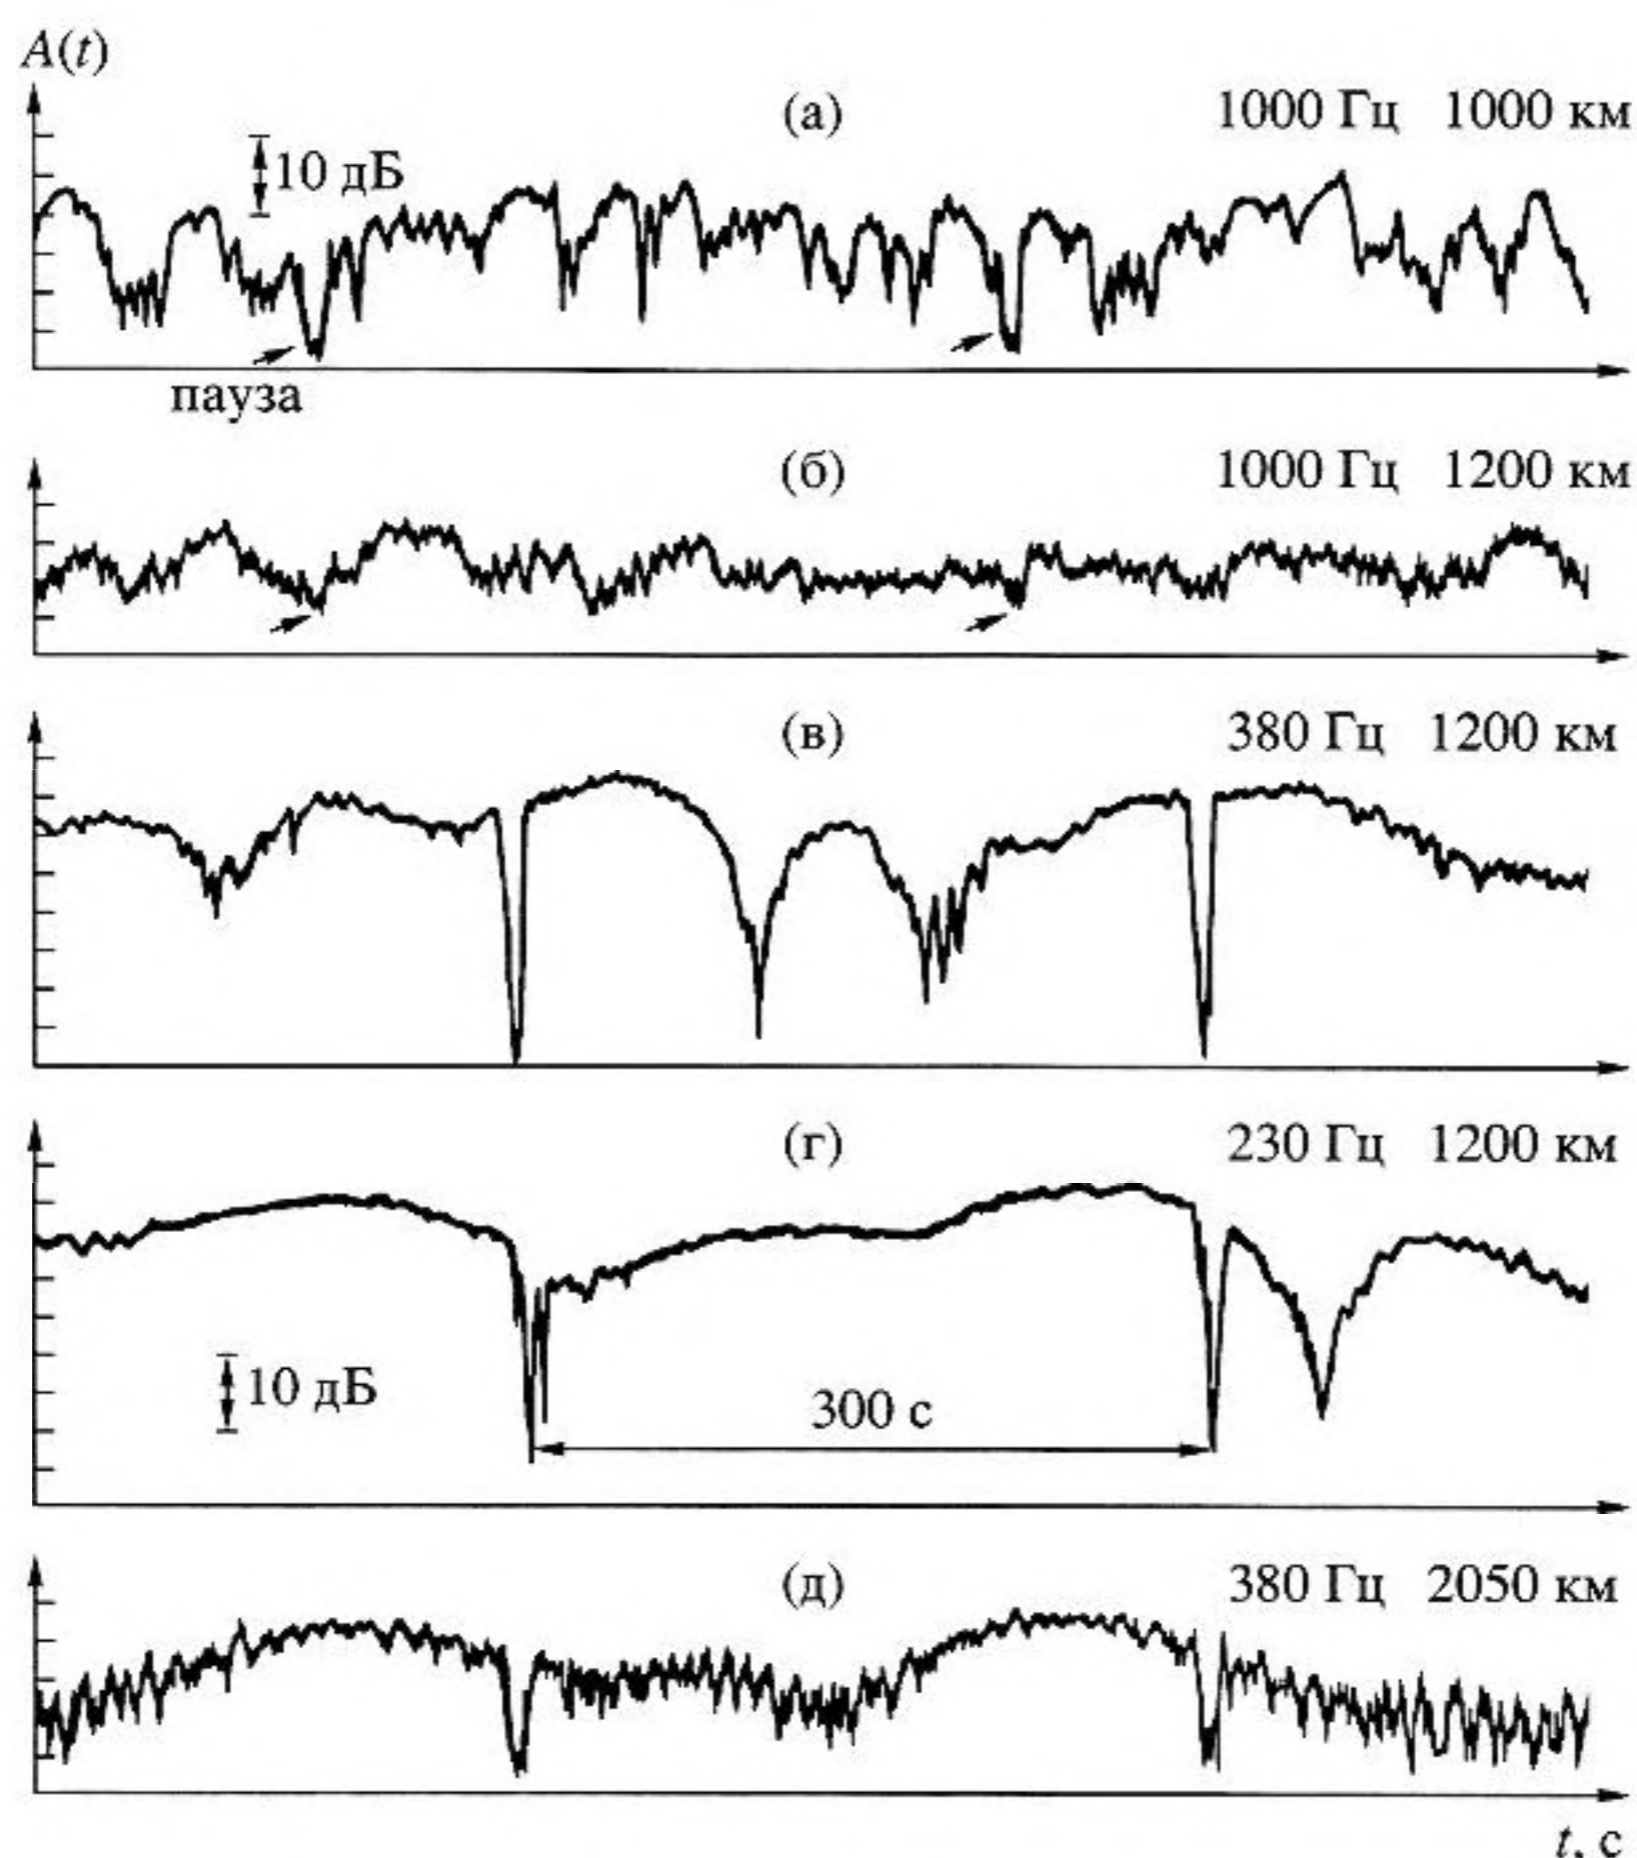 A(t)
(а) 1000 Гц 1000 км
10 дБ
пауза
(б) 1000 Гц 1200 км
(в) 380 Гц 1200 км
(г) 230 Гц 1200 км
10 дБ
300 с
(д) 380 Гц 2050 км
t, с